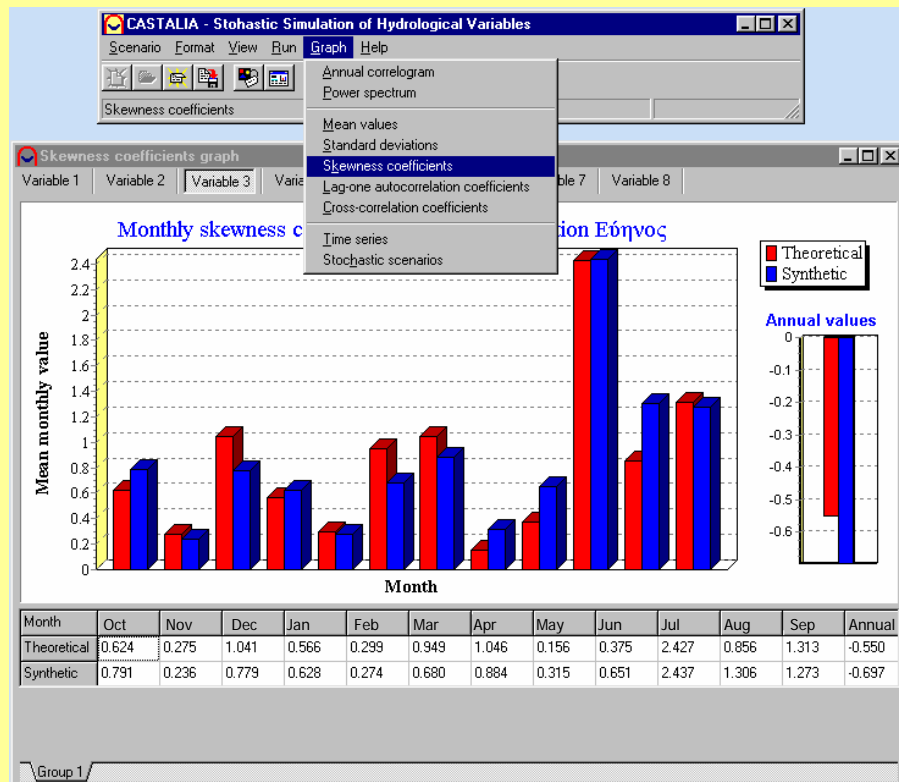 CASTALIA - Stohastic Simulation of Hydrological Variables
Scenario Format View Run Graph Help
Annual correlogram
Power spectrum
Skewness coefficients
Mean values
Standard deviations
Skewness coefficients
Lag-one autocorrelation coefficients
Cross-correlation coefficients
Time series
Stochastic scenarios
Skewness coefficients graph
Variable 1 Variable 2 Variable 3 Varia ble 7 Variable 8
Monthly skewness c tion Εύηνος
Theoretical
Synthetic
Mean monthly value
2.4
2.2
2
1.8
1.6
1.4
1.2
1
0.8
0.6
0.4
0.2
0
Month
Annual values
0
-0.1
-0.2
-0.3
-0.4
-0.5
-0.6
Month Oct Nov Dec Jan Feb Mar Apr May Jun Jul Aug Sep Annual
Theoretical 0.624 0.275 1.041 0.566 0.299 0.949 1.046 0.156 0.375 2.427 0.856 1.313 -0.550
Synthetic 0.791 0.236 0.779 0.628 0.274 0.680 0.884 0.315 0.651 2.437 1.306 1.273 -0.697
Group 1